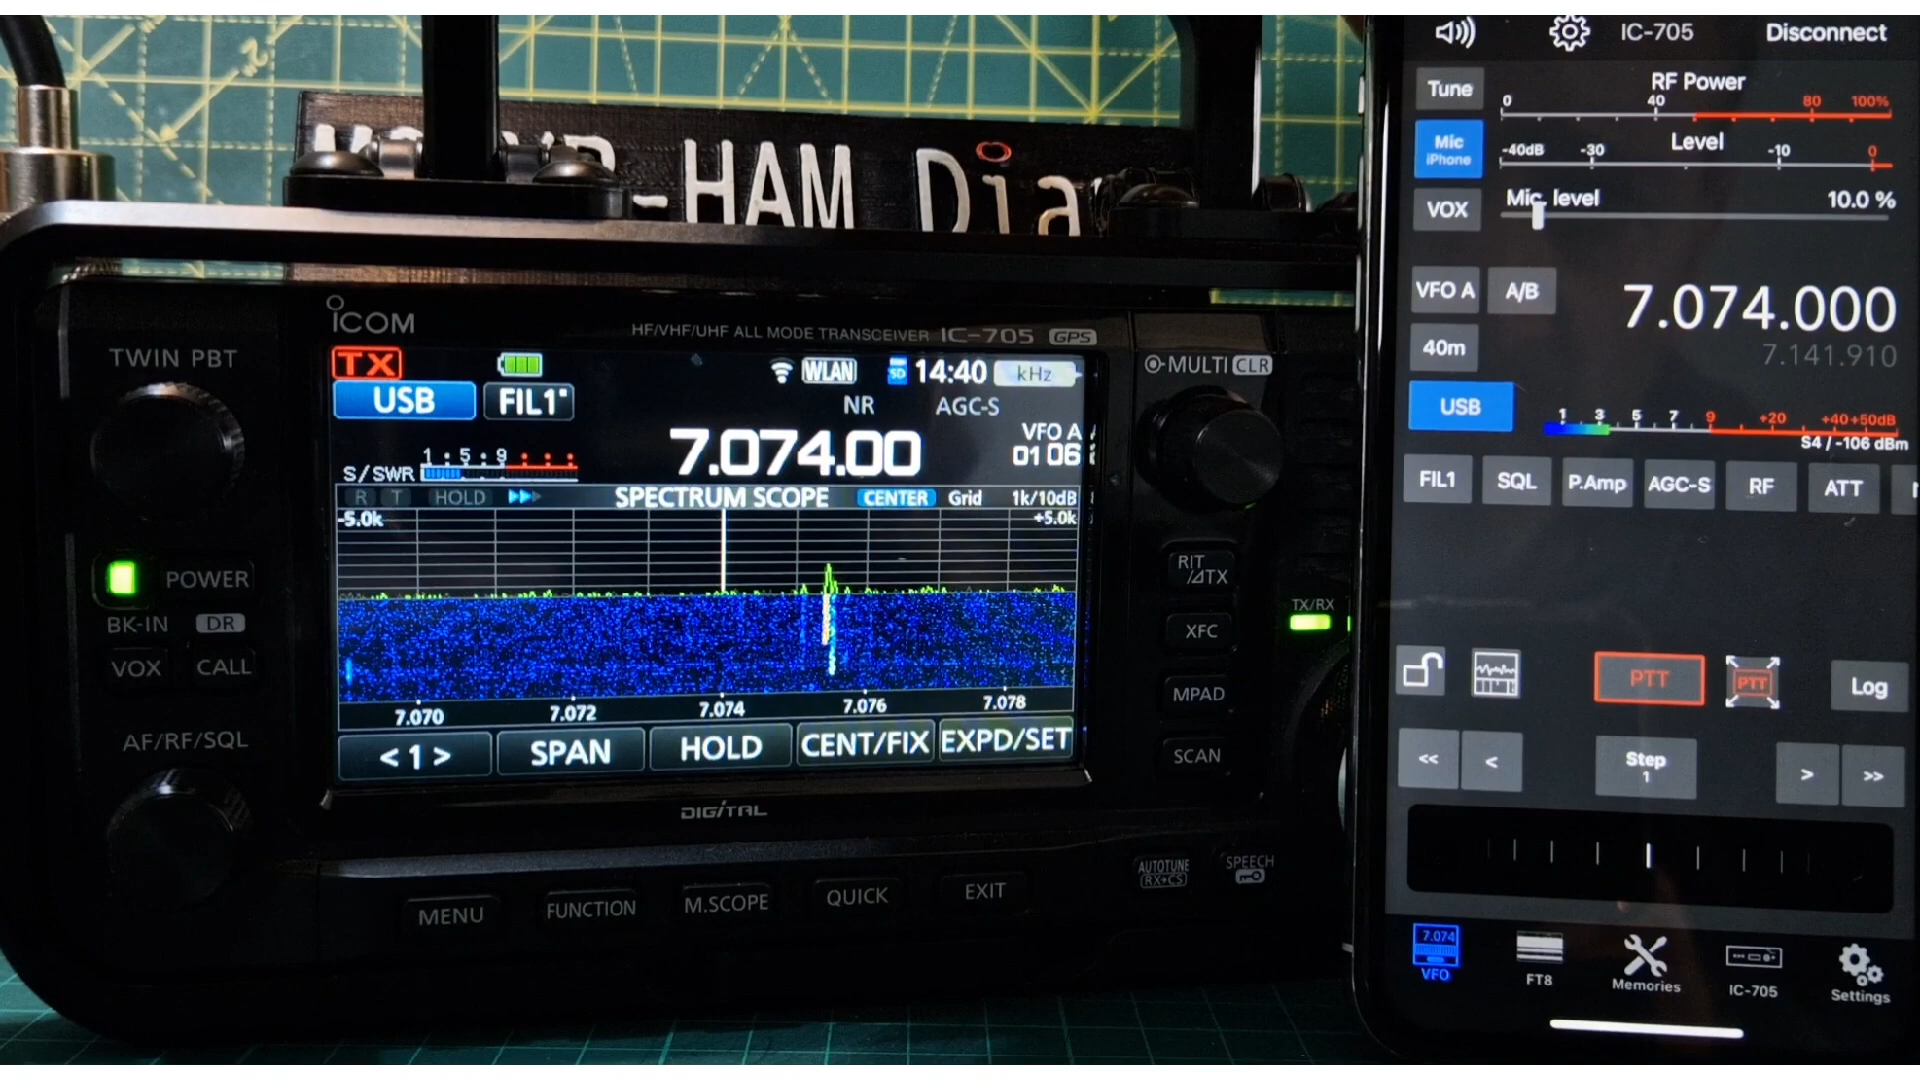 -HAM Dia
ICOM
HF/VHF/UHF ALL MODE TRANSCEIVER IC-705 GPS
TWIN PBT
TX
WLAN SD 14:40 kHz
USB FIL1 NR AGC-S
7.074.00 VFO A
01 06
S/SWR 1 5 9
R T HOLD SPECTRUM SCOPE CENTER Grid 1k/10dB
-5.0k +5.0k
7.070 7.072 7.074 7.076 7.078
< 1 > SPAN HOLD CENT/FIX EXPD/SET
DIGITAL
POWER
BK-IN DR
VOX CALL
AF/RF/SQL
MULTI CLR
RIT
/⊿TX
XFC
MPAD
SCAN
TX/RX
AUTOTUNE
RX→CS
SPEECH
MENU FUNCTION M.SCOPE QUICK EXIT
IC-705 Disconnect
Tune RF Power
0 40 80 100%
Mic
iPhone
Level
-40dB -30 -10 0
VOX Mic level 10.0 %
VFO A A/B 7.074.000
40m 7.141.910
USB 1 3 5 7 9 +20 +40 +50dB
S4 / -106 dBm
FIL1 SQL P.Amp AGC-S RF ATT
PTT PTT Log
<< < Step > >>
1
7.074
VFO FT8 Memories IC-705 Settings